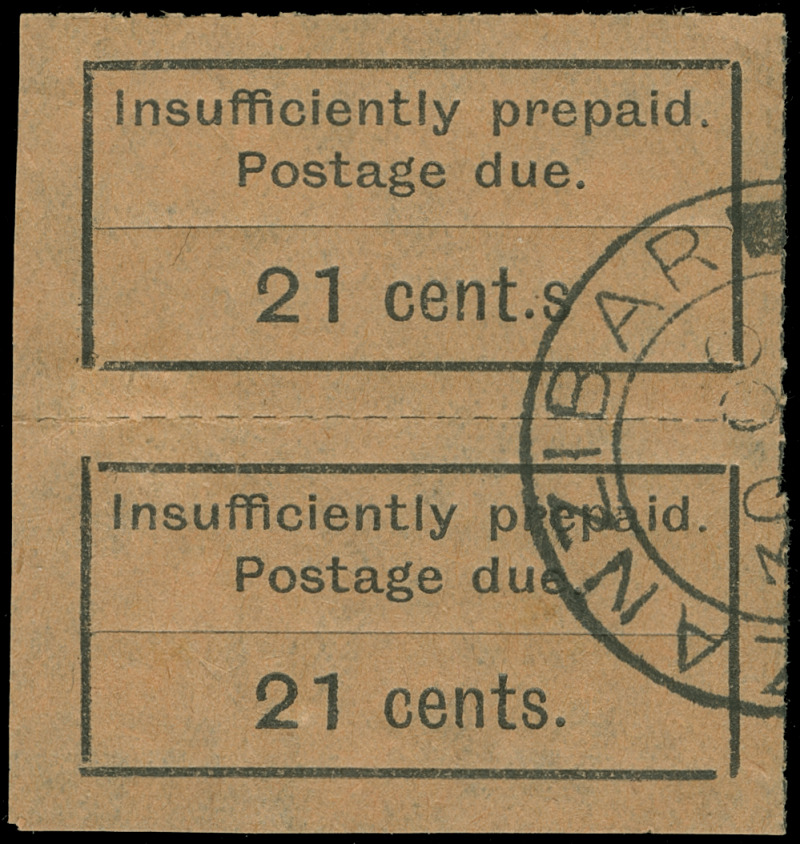 Insufficiently prepaid.
Postage due.
21 cent.s
Insufficiently prepaid.
Postage due.
21 cents.
ZANZIBAR